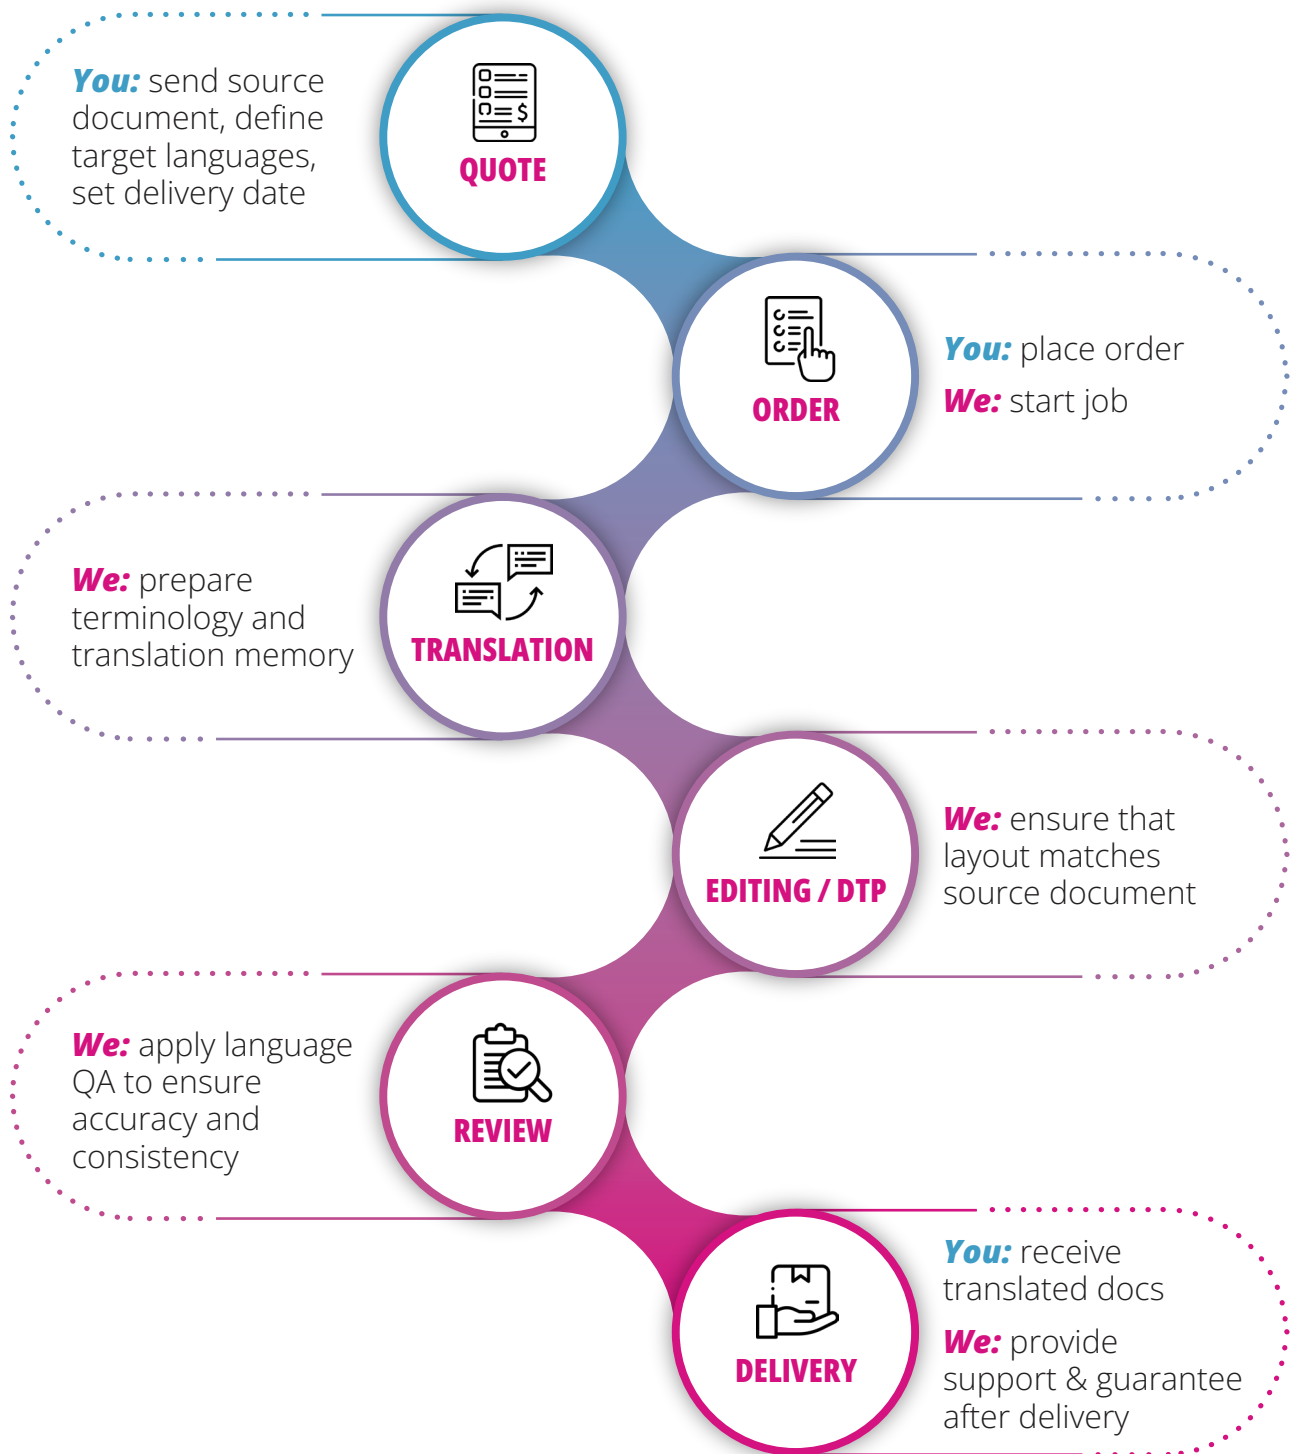 You: send source
document, define
target languages,
set delivery date
QUOTE
ORDER
You: place order
We: start job
We: prepare
terminology and
translation memory
TRANSLATION
EDITING / DTP
We: ensure that
layout matches
source document
We: apply language
QA to ensure
accuracy and
consistency
REVIEW
DELIVERY
You: receive
translated docs
We: provide
support & guarantee
after delivery